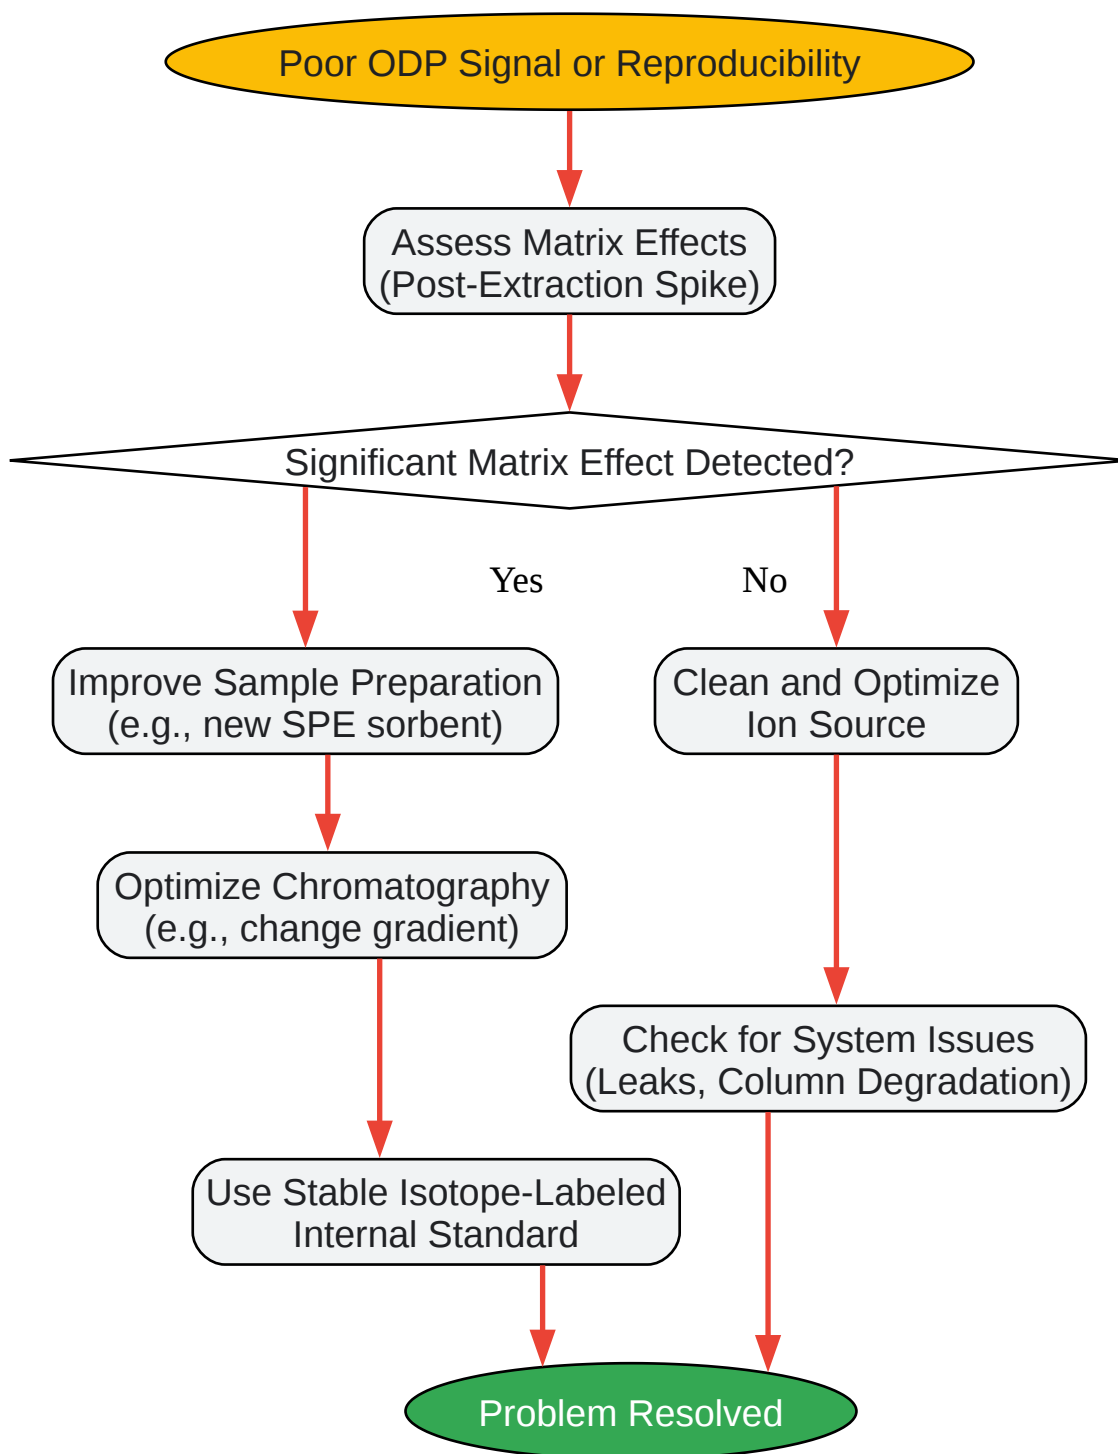 Poor ODP Signal or Reproducibility
Assess Matrix Effects
(Post-Extraction Spike)
Significant Matrix Effect Detected?
Yes
No
Improve Sample Preparation
(e.g., new SPE sorbent)
Clean and Optimize
Ion Source
Optimize Chromatography
(e.g., change gradient)
Check for System Issues
(Leaks, Column Degradation)
Use Stable Isotope-Labeled
Internal Standard
Problem Resolved